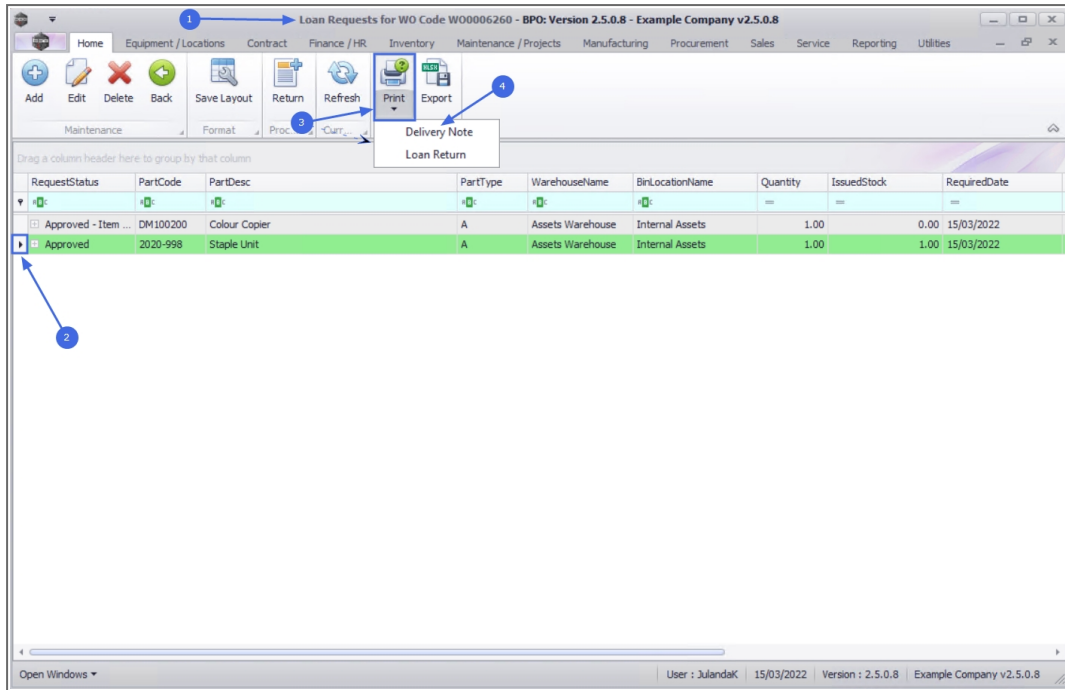 1
Loan Requests for WO Code WO0006260 - BPO: Version 2.5.0.8 - Example Company v2.5.0.8
Home Equipment / Locations Contract Finance / HR Inventory Maintenance / Projects Manufacturing Procurement Sales Service Reporting Utilities
Add Edit Delete Back Save Layout Return Refresh Print Export
4
3
Maintenance Format Proc... Curr...
Delivery Note
Loan Return
Drag a column header here to group by that column
RequestStatus PartCode PartDesc PartType WarehouseName BinLocationName Quantity IssuedStock RequiredDate
Approved - Item ... DM100200 Colour Copier A Assets Warehouse Internal Assets 1.00 0.00 15/03/2022
Approved 2020-998 Staple Unit A Assets Warehouse Internal Assets 1.00 1.00 15/03/2022
2
Open Windows User : JulandaK 15/03/2022 Version : 2.5.0.8 Example Company v2.5.0.8